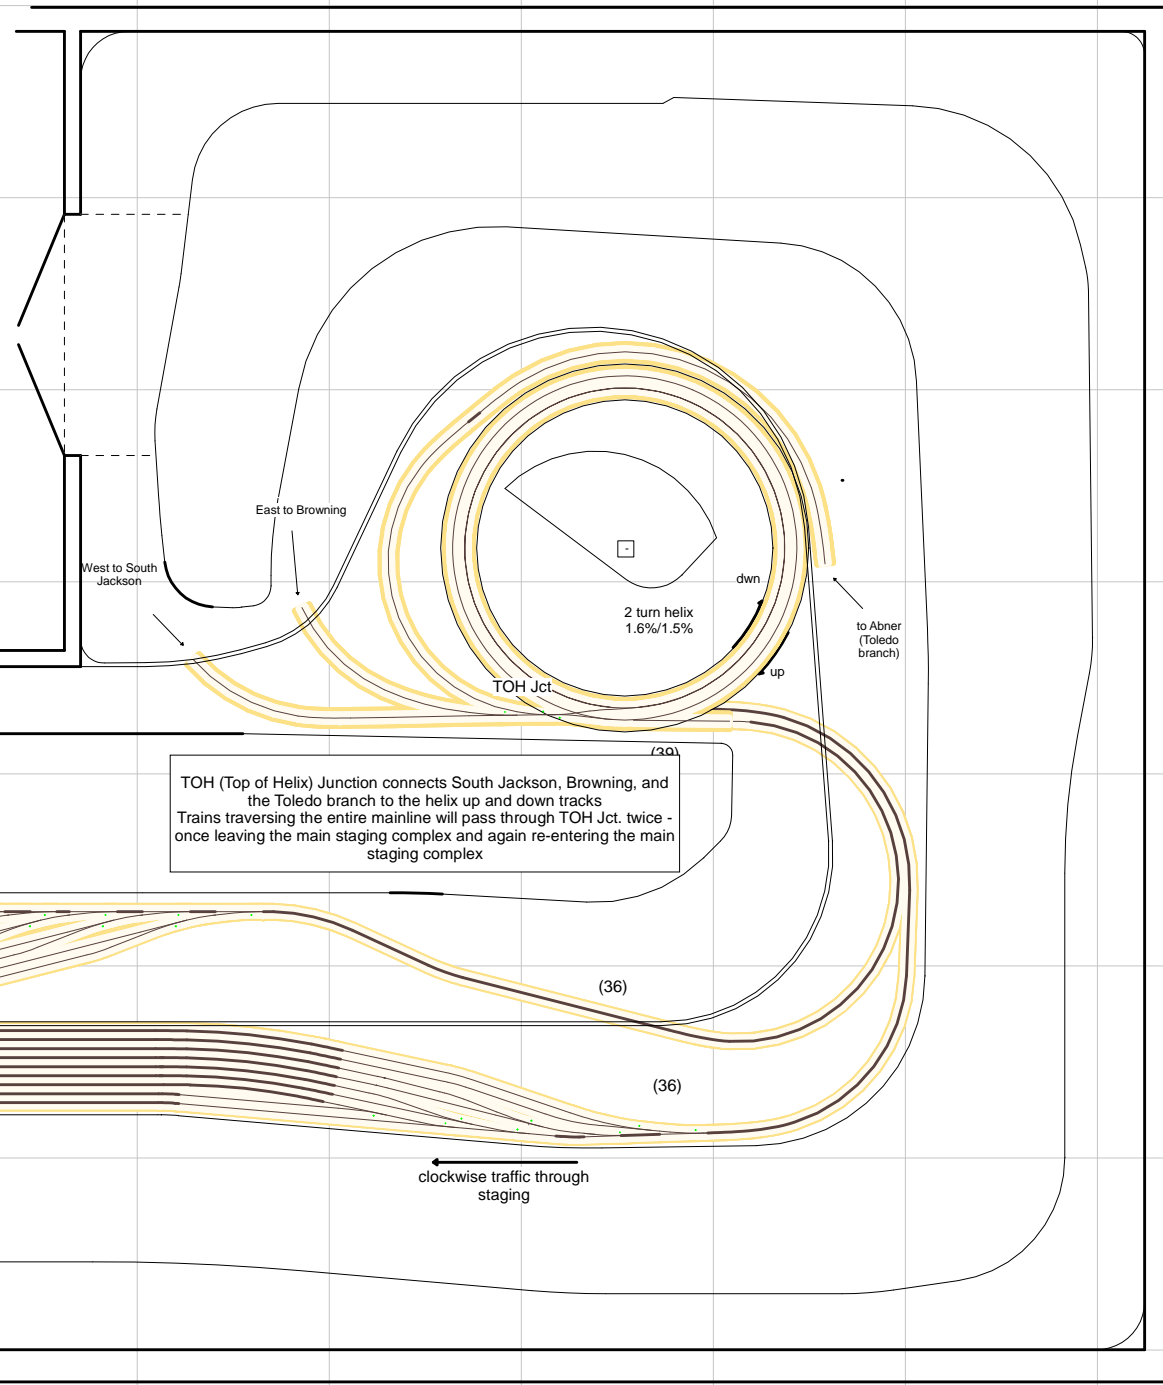 East to Browning
West to South
Jackson
dwn
2 turn helix
1.6%/1.5%
to Abner
(Toledo
branch)
up
TOH Jct.
(39)
TOH (Top of Helix) Junction connects South Jackson, Browning, and
the Toledo branch to the helix up and down tracks
Trains traversing the entire mainline will pass through TOH Jct. twice -
once leaving the main staging complex and again re-entering the main
staging complex
(36)
(36)
clockwise traffic through
staging